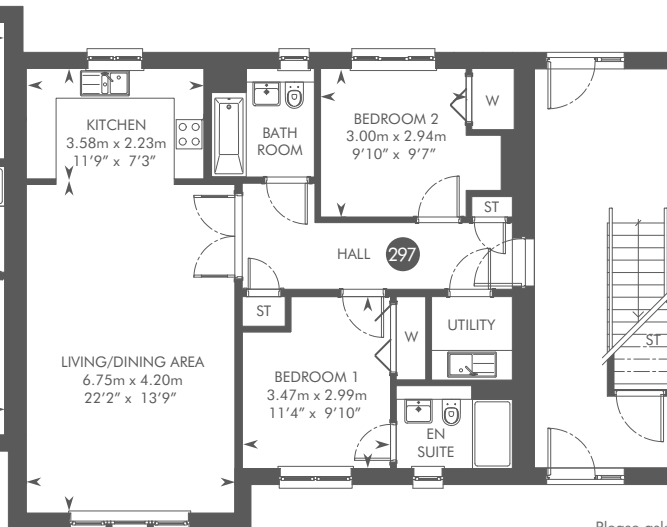 KITCHEN
3.58m x 2.23m
11'9" x 7'3"
BATH
ROOM
BEDROOM 2
3.00m x 2.94m
9'10" x 9'7"
W
ST
HALL
297
ST
LIVING/DINING AREA
6.75m x 4.20m
22'2" x 13'9"
BEDROOM 1
3.47m x 2.99m
11'4" x 9'10"
W
UTILITY
EN
SUITE
ST
Please ask